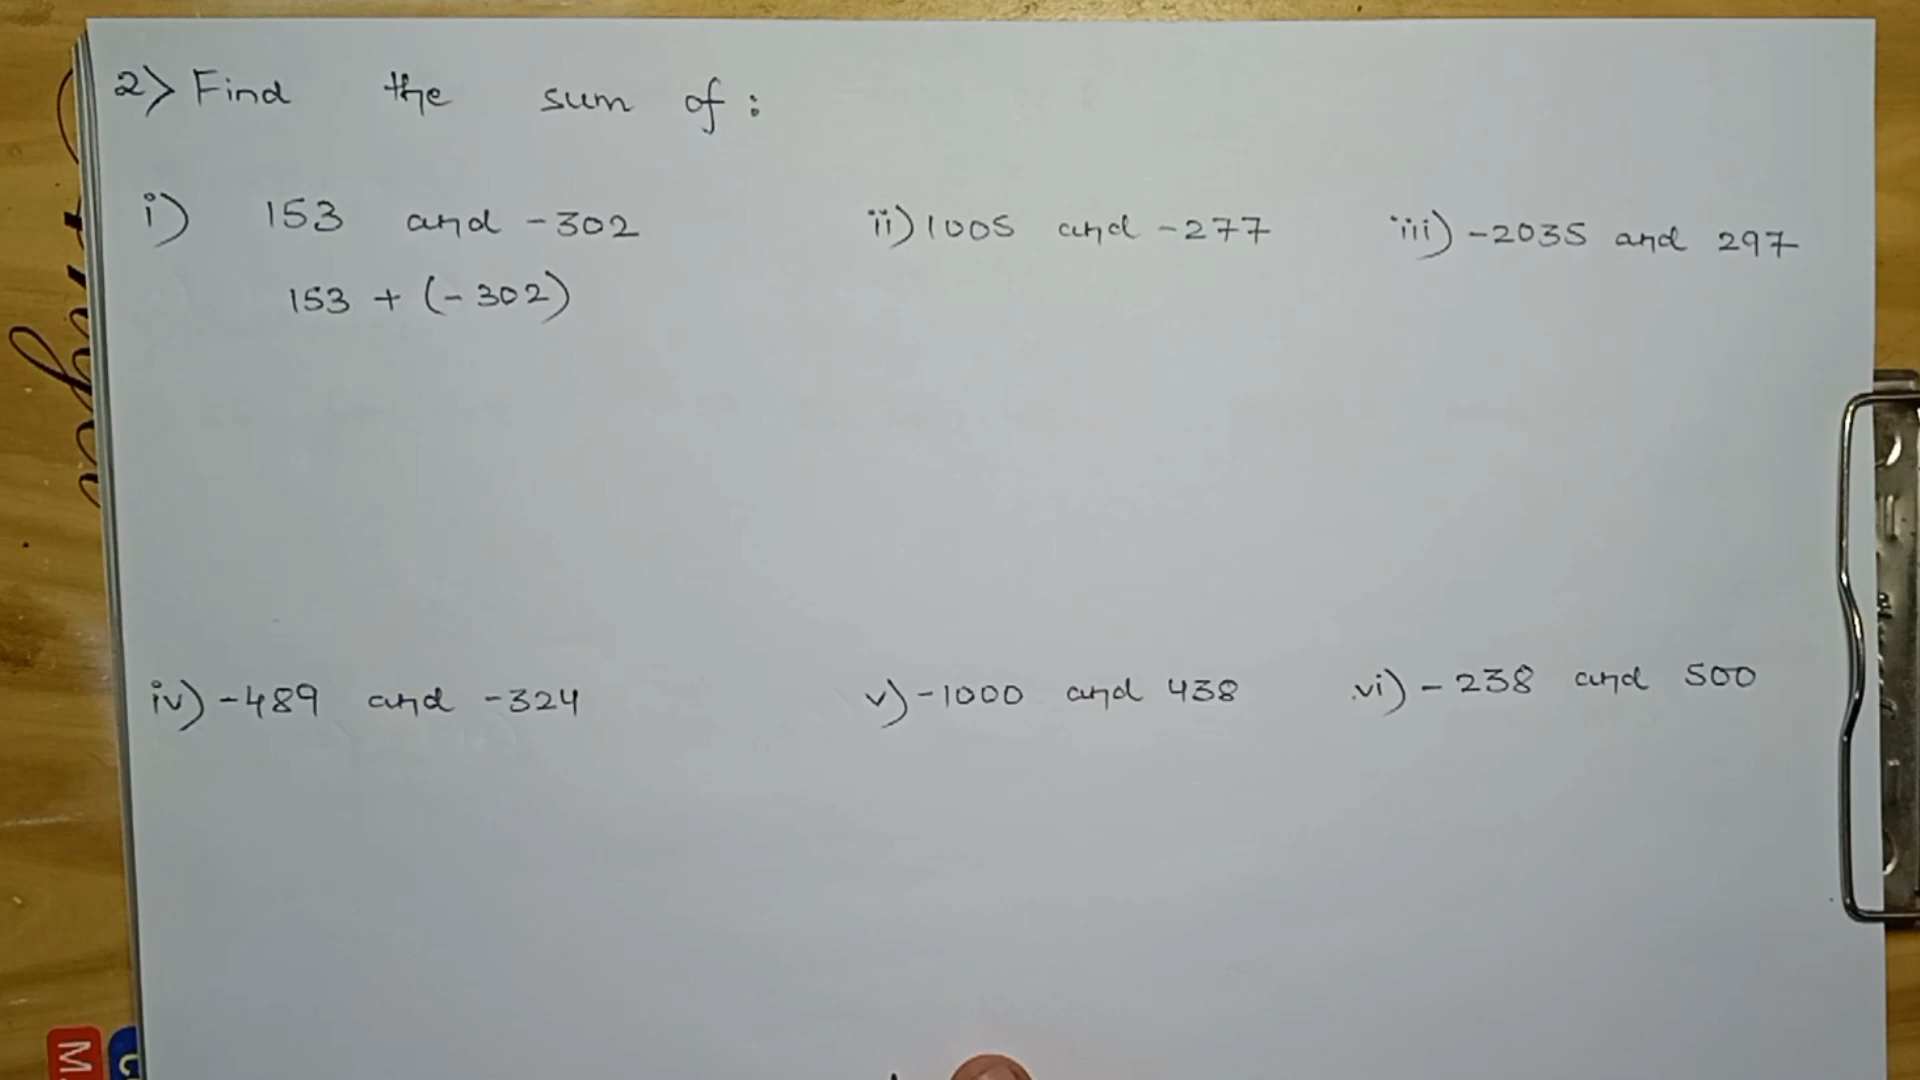 2> Find the sum of :
i) 153 and -302
153 + (-302)
ii) 1005 and -277
iii) -2035 and 297
iv) -489 and -324
v) -1000 and 438
vi) - 238 and 500